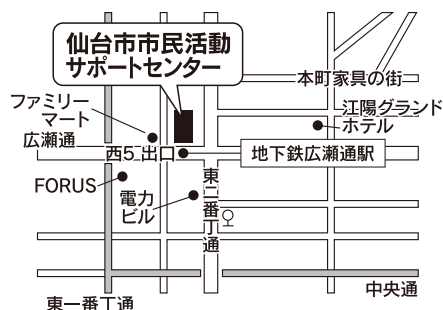 仙台市市民活動
サポートセンター
本町家具の街
ファミリー
マート
江陽グランド
ホテル
広瀬通
西5 出口
地下鉄広瀬通駅
FORUS
電力
ビル
東二番丁通
中央通
東一番丁通